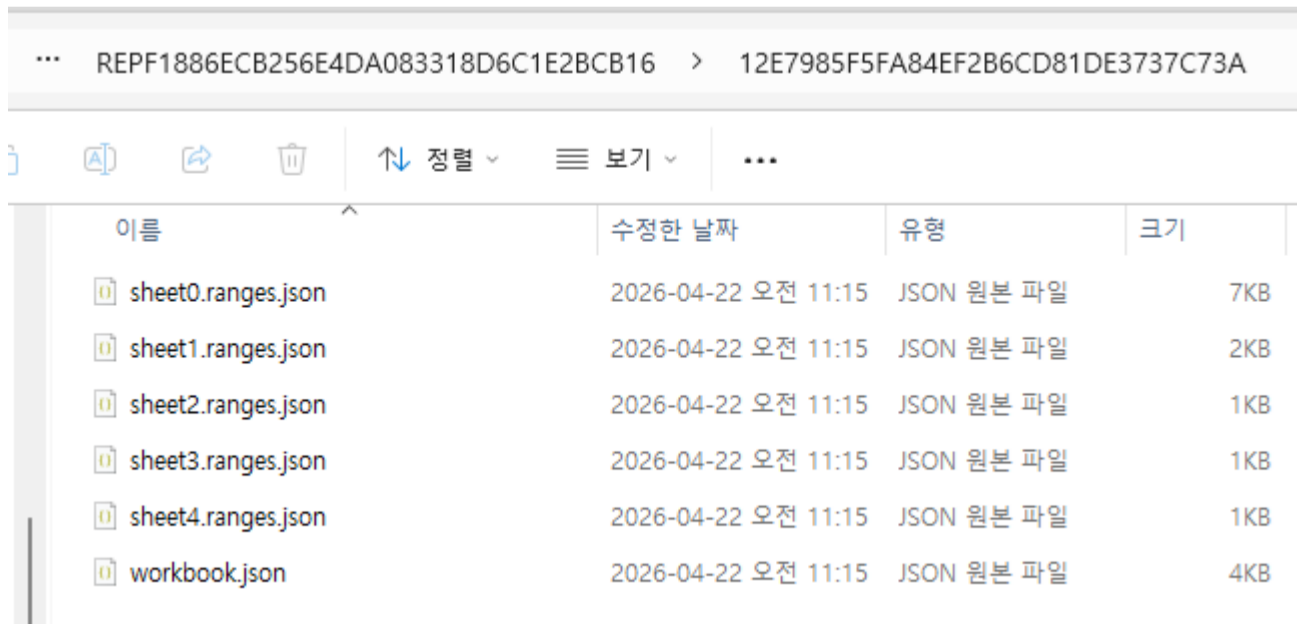 ... REPF1886ECB256E4DA083318D6C1E2BCB16 > 12E7985F5FA84EF2B6CD81DE3737C73A
정렬 보기 ...
이름 수정한 날짜 유형 크기
sheet0.ranges.json 2026-04-22 오전 11:15 JSON 원본 파일 7KB
sheet1.ranges.json 2026-04-22 오전 11:15 JSON 원본 파일 2KB
sheet2.ranges.json 2026-04-22 오전 11:15 JSON 원본 파일 1KB
sheet3.ranges.json 2026-04-22 오전 11:15 JSON 원본 파일 1KB
sheet4.ranges.json 2026-04-22 오전 11:15 JSON 원본 파일 1KB
workbook.json 2026-04-22 오전 11:15 JSON 원본 파일 4KB